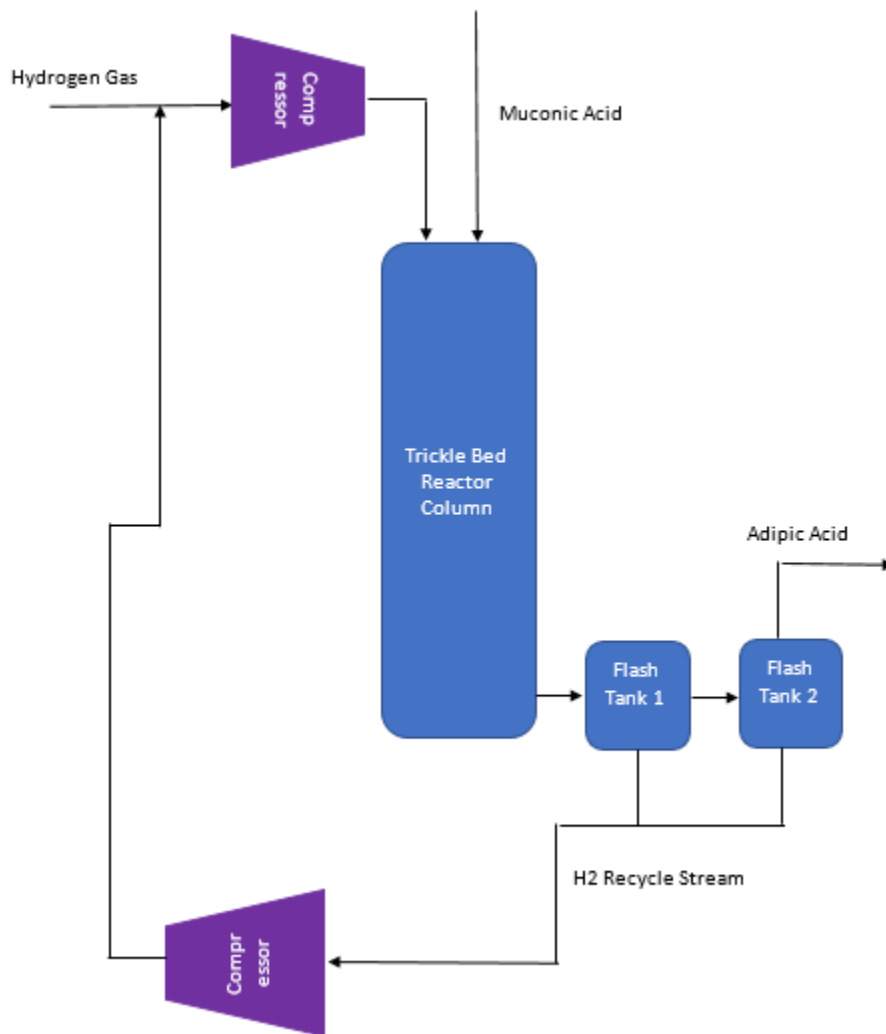 Hydrogen Gas
Comp
ressor
Muconic Acid
Trickle Bed
Reactor
Column
Adipic Acid
Flash
Tank 1
Flash
Tank 2
H2 Recycle Stream
Compr
essor